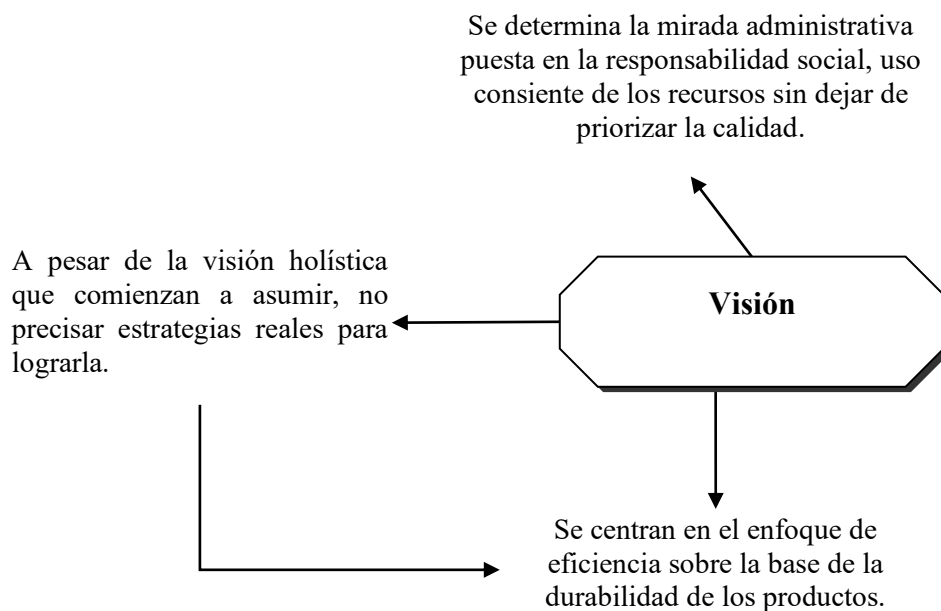 Se determina la mirada administrativa
puesta en la responsabilidad social, uso
consiente de los recursos sin dejar de
priorizar la calidad.
A pesar de la visión holística
que comienzan a asumir, no
precisar estrategias reales para
lograrla.
Visión
Se centran en el enfoque de
eficiencia sobre la base de la
durabilidad de los productos.